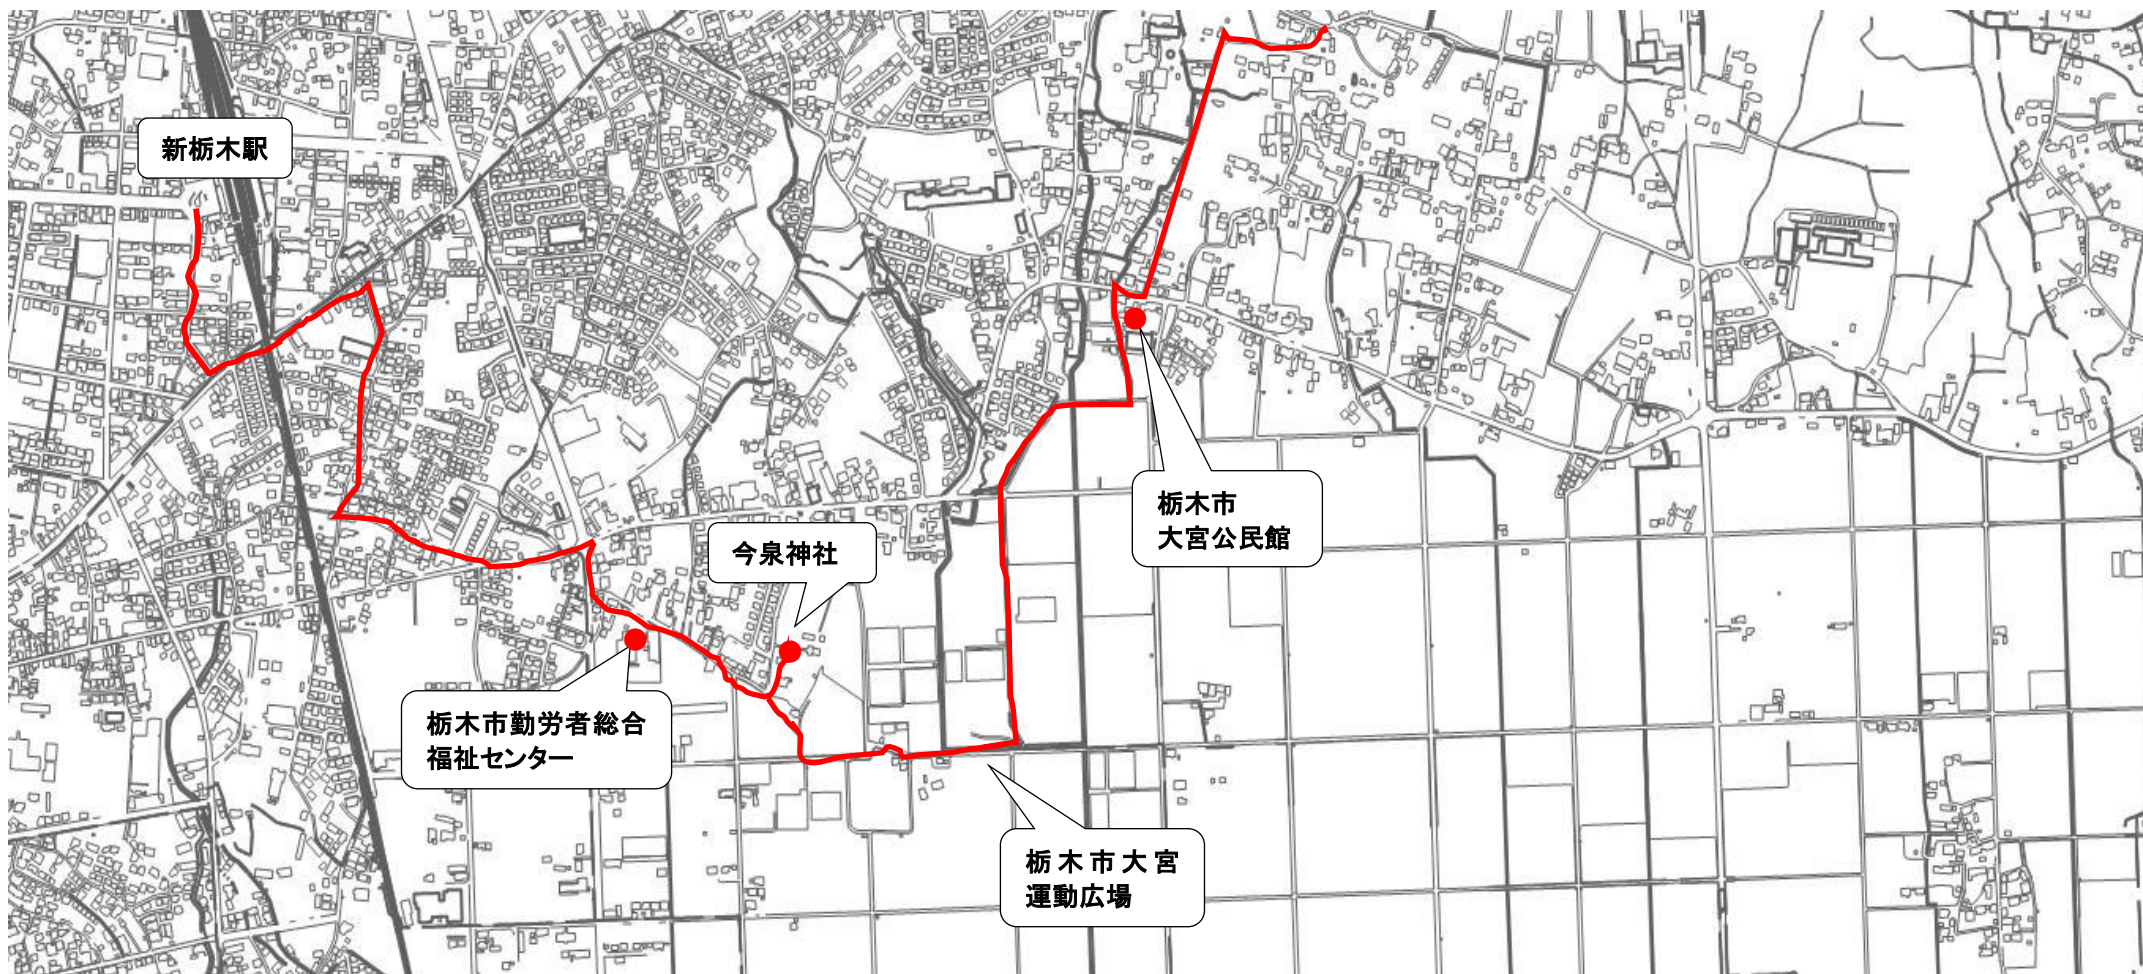 新栃木駅
栃木市
大宮公民館
今泉神社
栃木市勤労者総合
福祉センター
栃木市大宮
運動広場